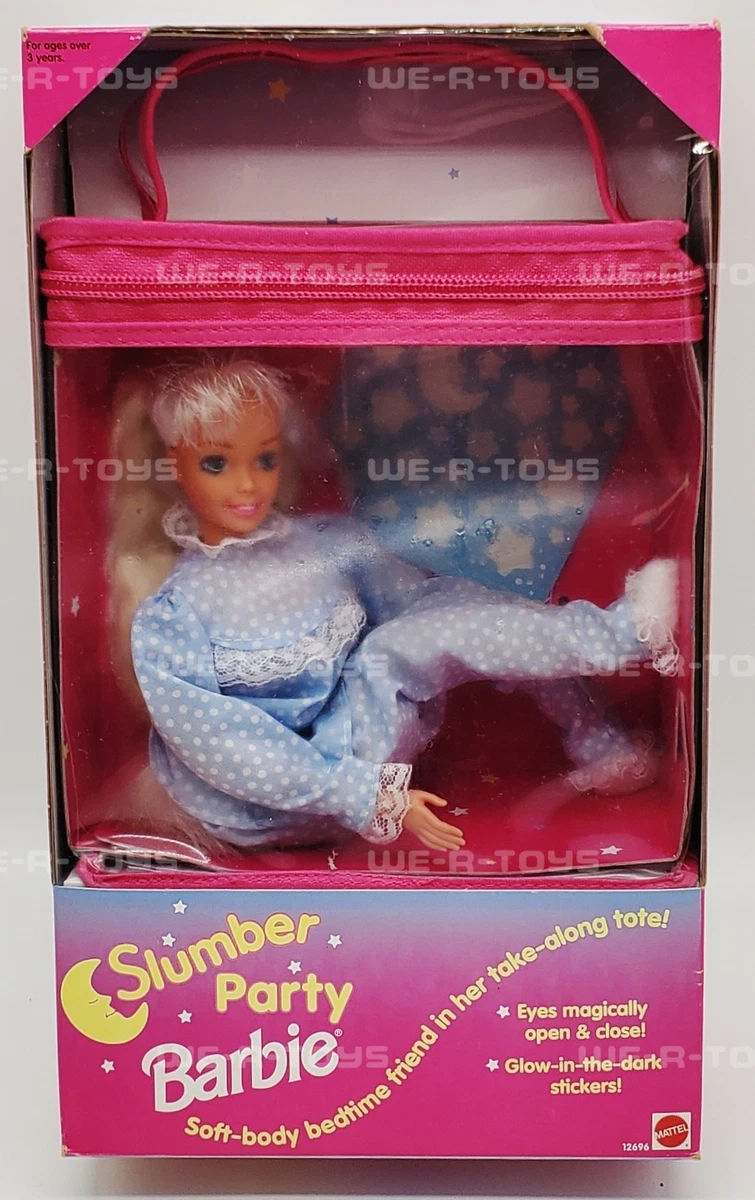 For ages over
3 years.
WE-R-TOYS
Slumber
Party
Barbie®
Soft-body bedtime friend in her take-along tote!
Eyes magically
open & close!
Glow-in-the-dark
stickers!
12696
MATTEL